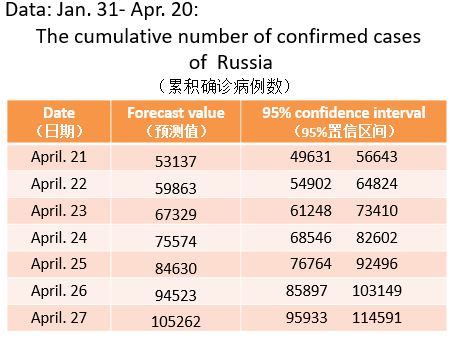 Data: Jan. 31- Apr. 20:
The cumulative number of confirmed cases
of Russia
（累积确诊病例数）
Date Forecast value 95% confidence interval
（日期） （预测值） （95%置信区间）
April. 21 53137 49631 56643
April. 22 59863 54902 64824
April. 23 67329 61248 73410
April. 24 75574 68546 82602
April. 25 84630 76764 92496
April. 26 94523 85897 103149
April. 27 105262 95933 114591